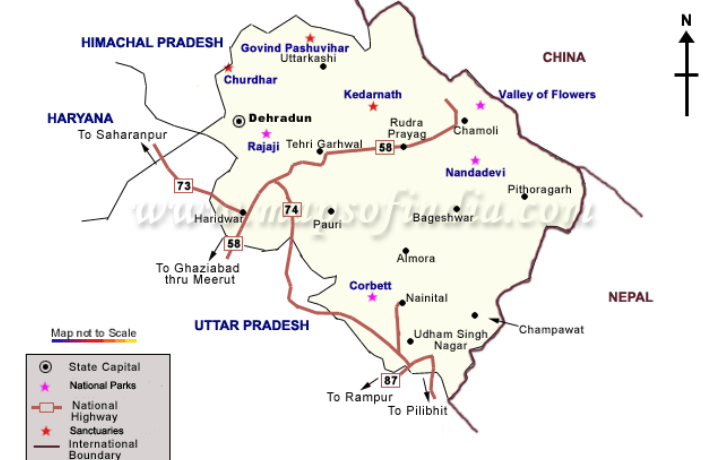 N
HIMACHAL PRADESH
Govind Pashuvihar
Uttarkashi
CHINA
Churdhar
Kedarnath
Valley of Flowers
HARYANA
Dehradun
To Saharanpur
Rajaji
Tehri Garhwal
58
Rudra
Prayag
Chamoli
Nandadevi
73
Pithoragarh
74
www.mapsofindia.com
Haridwar
Pauri
Bageshwar
58
To Ghaziabad
thru Meerut
Almora
Corbett
Nainital
NEPAL
UTTAR PRADESH
Champawat
Udham Singh
Nagar
87
To Rampur
To Pilibhit
Map not to Scale
State Capital
National Parks
National
Highway
Sanctuaries
International
Boundary